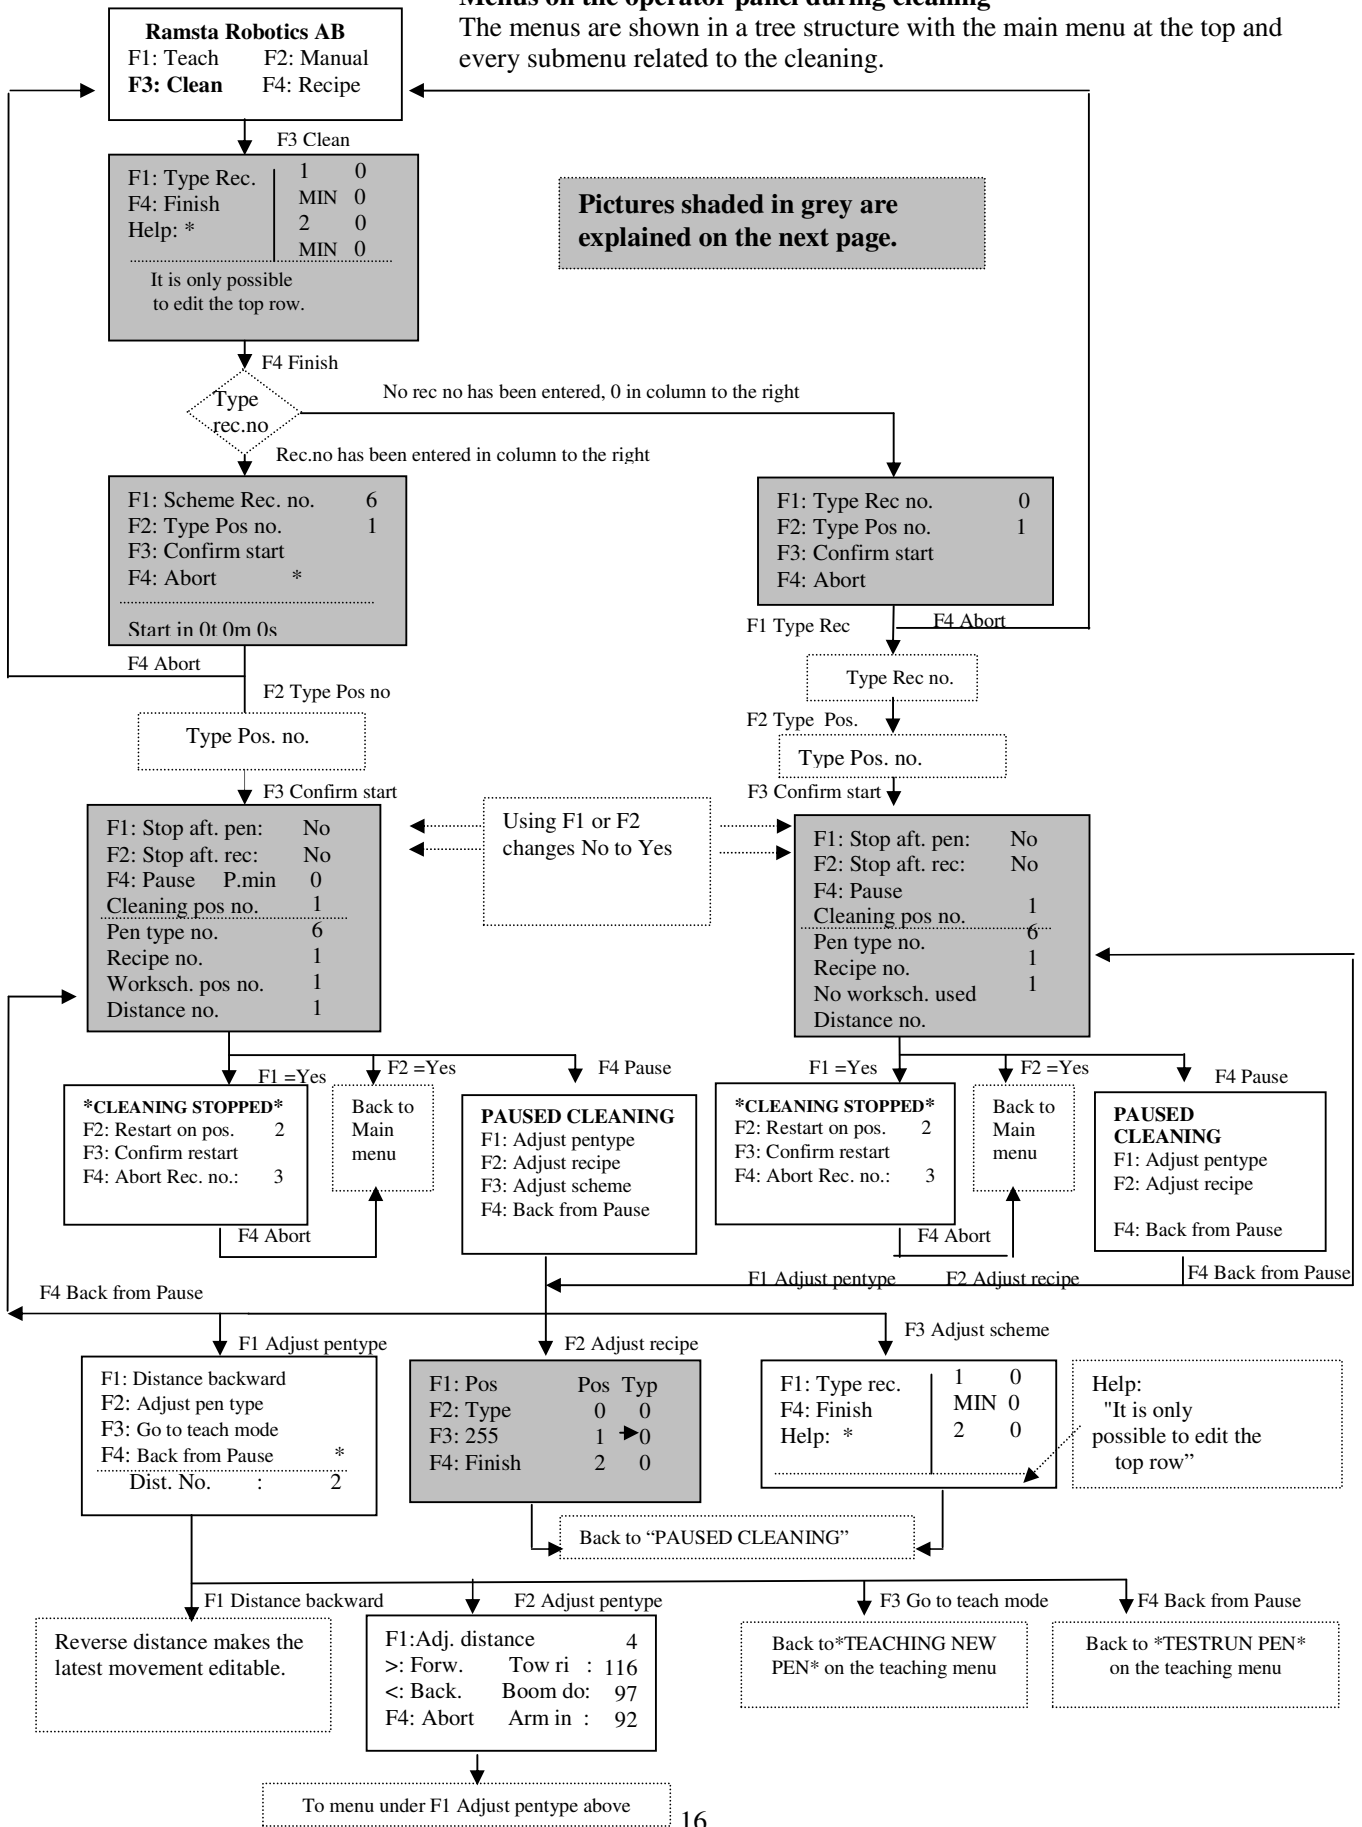 Menus on the operator panel during cleaning
The menus are shown in a tree structure with the main menu at the top and
every submenu related to the cleaning.
Ramsta Robotics AB
F1: Teach F2: Manual
F3: Clean F4: Recipe
F3 Clean
F1: Type Rec. 1 0
F4: Finish MIN 0
Help: * 2 0
MIN 0
It is only possible
to edit the top row.
Pictures shaded in grey are
explained on the next page.
F4 Finish
Type
rec.no
No rec no has been entered, 0 in column to the right
Rec.no has been entered in column to the right
F1: Scheme Rec. no. 6
F2: Type Pos no. 1
F3: Confirm start
F4: Abort *
Start in 0t 0m 0s
F1: Type Rec no. 0
F2: Type Pos no. 1
F3: Confirm start
F4: Abort
F4 Abort
F2 Type Pos no
Type Pos. no.
F3 Confirm start
F1 Type Rec
F4 Abort
Type Rec no.
F2 Type Pos.
Type Pos. no.
F3 Confirm start
F1: Stop aft. pen: No
F2: Stop aft. rec: No
F4: Pause P.min 0
Cleaning pos no. 1
Pen type no. 6
Recipe no. 1
Worksch. pos no. 1
Distance no. 1
Using F1 or F2
changes No to Yes
F1: Stop aft. pen: No
F2: Stop aft. rec: No
F4: Pause
Cleaning pos no. 1
Pen type no. 6
Recipe no. 1
No worksch. used 1
Distance no.
F1 =Yes
F2 =Yes
F4 Pause
*CLEANING STOPPED*
F2: Restart on pos. 2
F3: Confirm restart
F4: Abort Rec. no.: 3
Back to
Main
menu
PAUSED CLEANING
F1: Adjust pentype
F2: Adjust recipe
F3: Adjust scheme
F4: Back from Pause
F4 Abort
F1 =Yes
F2 =Yes
F4 Pause
*CLEANING STOPPED*
F2: Restart on pos. 2
F3: Confirm restart
F4: Abort Rec. no.: 3
Back to
Main
menu
PAUSED
CLEANING
F1: Adjust pentype
F2: Adjust recipe
F4: Back from Pause
F4 Abort
F1 Adjust pentype
F2 Adjust recipe
F4 Back from Pause
F4 Back from Pause
F1 Adjust pentype
F2 Adjust recipe
F3 Adjust scheme
F1: Distance backward
F2: Adjust pen type
F3: Go to teach mode
F4: Back from Pause *
Dist. No. : 2
F1: Pos Pos Typ
F2: Type 0 0
F3: 255 1 0
F4: Finish 2 0
F1: Type rec. 1 0
F4: Finish MIN 0
Help: * 2 0
Help:
"It is only
possible to edit the
top row”
Back to “PAUSED CLEANING”
F1 Distance backward
F2 Adjust pentype
F3 Go to teach mode
F4 Back from Pause
Reverse distance makes the
latest movement editable.
F1:Adj. distance 4
>: Forw. Tow ri : 116
<: Back. Boom do: 97
F4: Abort Arm in : 92
Back to*TEACHING NEW
PEN* on the teaching menu
Back to *TESTRUN PEN*
on the teaching menu
To menu under F1 Adjust pentype above
16